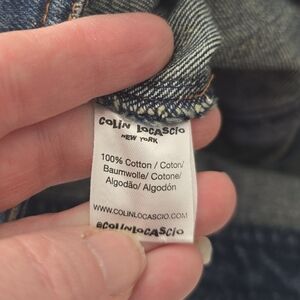 COLIN LOCASCIO
NEW YORK
100% Cotton / Coton/
Baumwolle/ Cotone/
Algodão/ Algodón
WWW.COLINLOCASCIO.COM
@COLINLOCASCIO